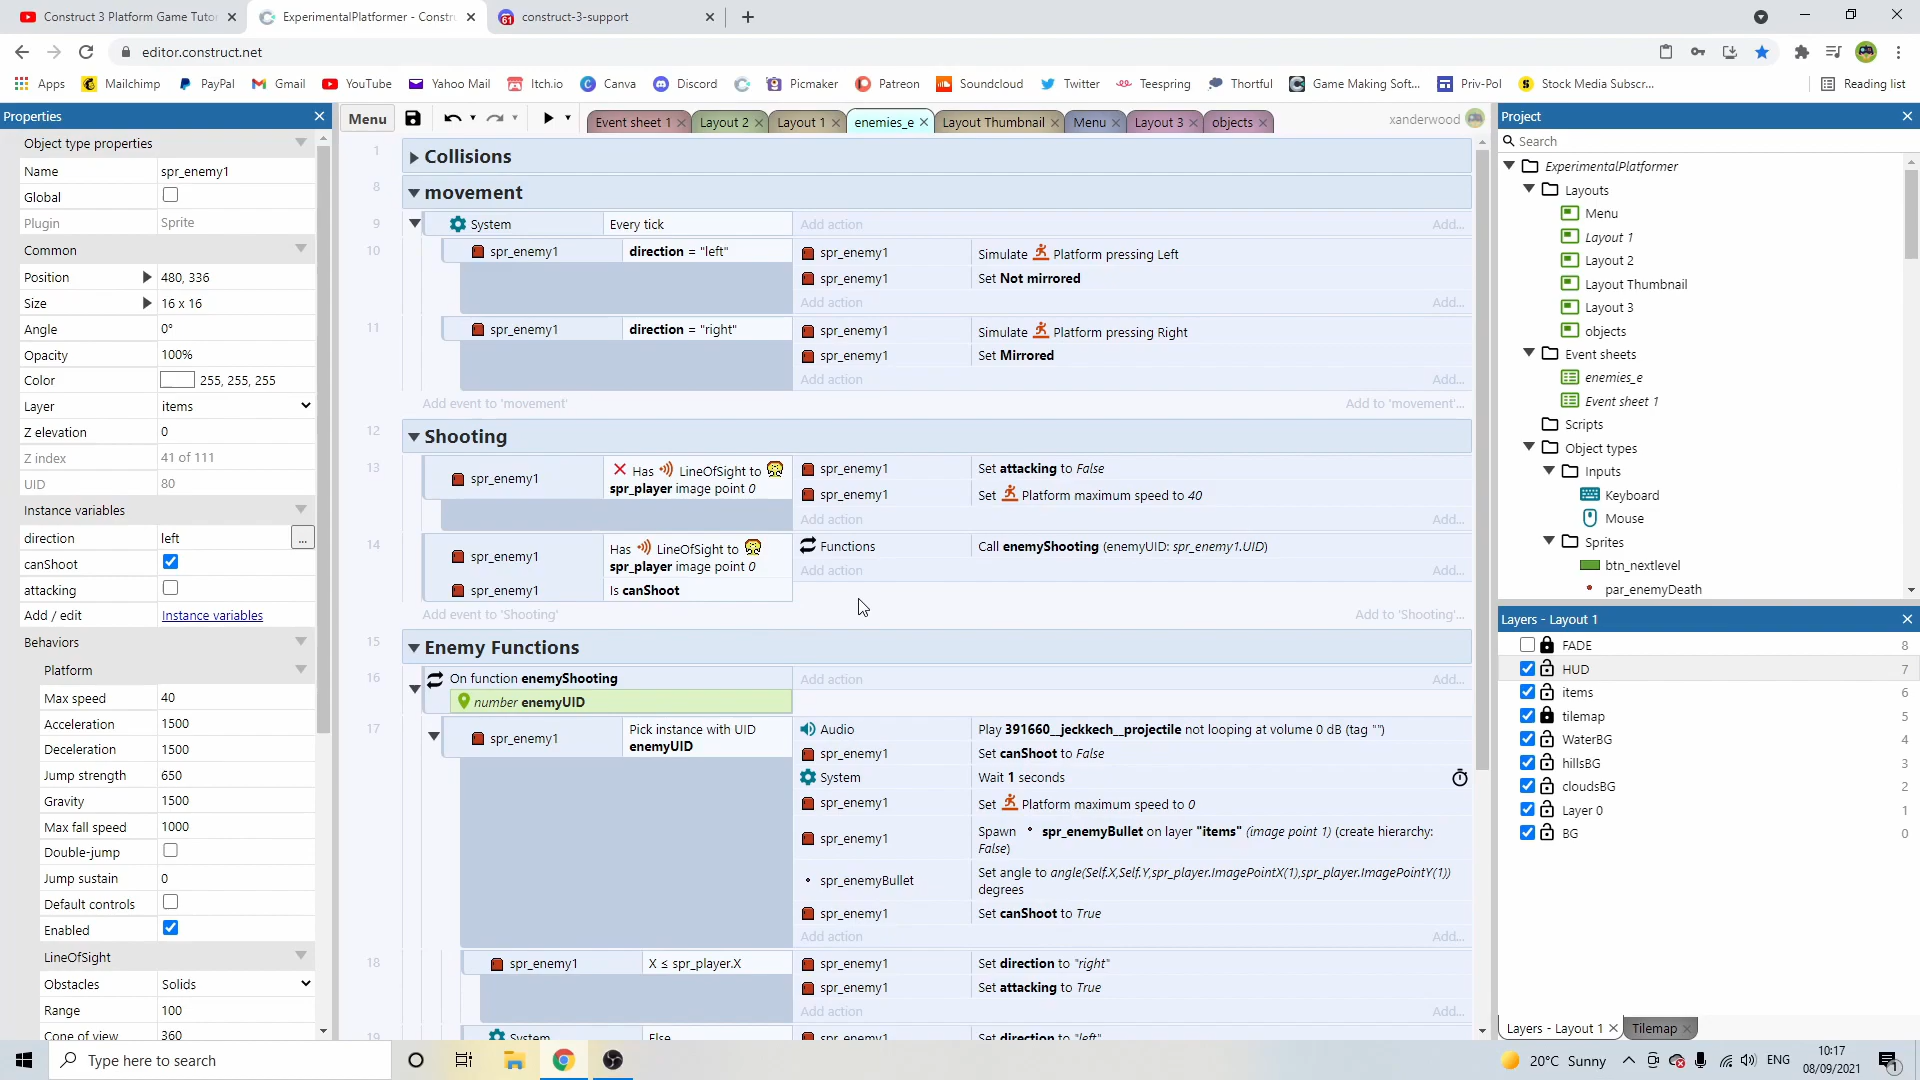 Construct 3 Platform Game Tutor
ExperimentalPlatformer - Constru
construct-3-support
61
editor.construct.net
Apps
Mailchimp
PayPal
Gmail
YouTube
Yahoo Mail
Itch.io
Canva
Discord
Picmaker
Patreon
Soundcloud
Twitter
Teespring
Thortful
Game Making Soft...
Priv-Pol
Stock Media Subscr...
Reading list
Properties
Menu
Event sheet 1
Layout 2
Layout 1
enemies_e
Layout Thumbnail
Menu
Layout 3
objects
xanderwood
Project
Object type properties
Name spr_enemy1
Global
Plugin Sprite
Common
Position 480, 336
Size 16 x 16
Angle 0°
Opacity 100%
Color 255, 255, 255
Layer items
Z elevation 0
Z index 41 of 111
UID 80
Instance variables
direction left ...
canShoot
attacking
Add / edit Instance variables
Behaviors
Platform
Max speed 40
Acceleration 1500
Deceleration 1500
Jump strength 650
Gravity 1500
Max fall speed 1000
Double-jump
Jump sustain 0
Default controls
Enabled
LineOfSight
Obstacles Solids
Range 100
Cone of view 360
1 Collisions
8 movement
9 System Every tick Add action Add...
10 spr_enemy1 direction = "left" spr_enemy1 Simulate Platform pressing Left
spr_enemy1 Set Not mirrored
Add action Add...
11 spr_enemy1 direction = "right" spr_enemy1 Simulate Platform pressing Right
spr_enemy1 Set Mirrored
Add action Add...
Add event to 'movement' Add to 'movement'...
12 Shooting
13 spr_enemy1 Has LineOfSight to spr_player image point 0 spr_enemy1 Set attacking to False
spr_enemy1 Set Platform maximum speed to 40
Add action Add...
14 spr_enemy1 Has LineOfSight to spr_player image point 0 Functions Call enemyShooting (enemyUID: spr_enemy1.UID)
Add action Add...
spr_enemy1 Is canShoot
Add event to 'Shooting' Add to 'Shooting'...
15 Enemy Functions
16 On function enemyShooting Add action Add...
number enemyUID
17 spr_enemy1 Pick instance with UID enemyUID Audio Play 391660__jeckkech__projectile not looping at volume 0 dB (tag "")
spr_enemy1 Set canShoot to False
System Wait 1 seconds
spr_enemy1 Set Platform maximum speed to 0
spr_enemy1 Spawn spr_enemyBullet on layer "items" (image point 1) (create hierarchy:
False)
spr_enemyBullet Set angle to angle(Self.X,Self.Y,spr_player.ImagePointX(1),spr_player.ImagePointY(1))
degrees
spr_enemy1 Set canShoot to True
Add action Add...
18 spr_enemy1 X ≤ spr_player.X spr_enemy1 Set direction to "right"
spr_enemy1 Set attacking to True
Add action Add...
19 System Else spr_enemy1 Set direction to "left"
Search
ExperimentalPlatformer
Layouts
Menu
Layout 1
Layout 2
Layout Thumbnail
Layout 3
objects
Event sheets
enemies_e
Event sheet 1
Scripts
Object types
Inputs
Keyboard
Mouse
Sprites
btn_nextlevel
par_enemyDeath
Layers - Layout 1
FADE 8
HUD 7
items 6
tilemap 5
WaterBG 4
hillsBG 3
cloudsBG 2
Layer 0 1
BG 0
Layers - Layout 1
Tilemap
Type here to search
20°C Sunny
ENG
10:17
08/09/2021
1